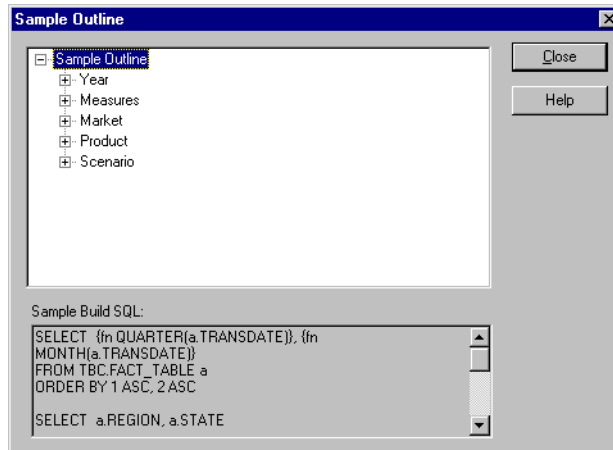 Sample Outline
Sample Outline
Year
Measures
Market
Product
Scenario
Close
Help
Sample Build SQL:
SELECT {fn QUARTER(a.TRANSDATE)}, {fn
MONTH(a.TRANSDATE)}
FROM TBC.FACT_TABLE a
ORDER BY 1 ASC, 2 ASC
SELECT a.REGION, a.STATE